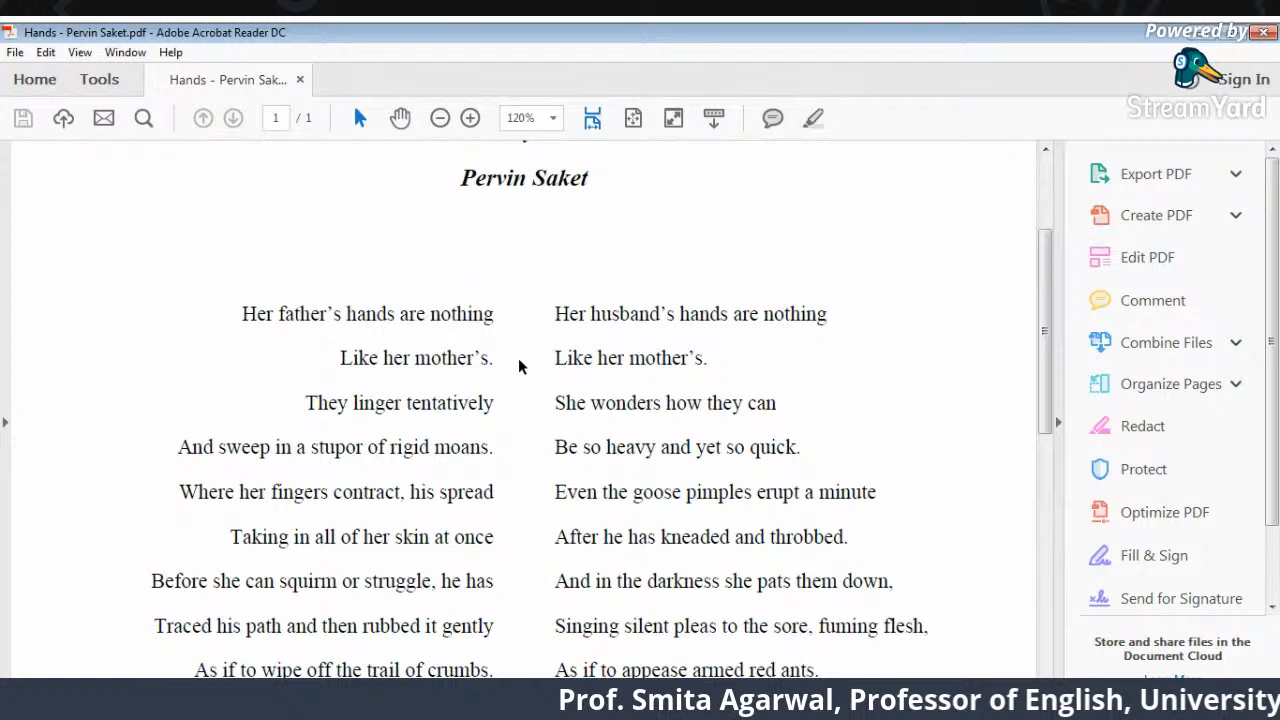 Hands - Pervin Saket.pdf - Adobe Acrobat Reader DC
Powered by
File Edit View Window Help
Home Tools Hands - Pervin Sak... × Sign In
StreamYard
1 / 1 120%
Pervin Saket
Her father's hands are nothing
Like her mother's.
They linger tentatively
And sweep in a stupor of rigid moans.
Where her fingers contract, his spread
Taking in all of her skin at once
Before she can squirm or struggle, he has
Traced his path and then rubbed it gently
As if to wipe off the trail of crumbs.
Her husband's hands are nothing
Like her mother's.
She wonders how they can
Be so heavy and yet so quick.
Even the goose pimples erupt a minute
After he has kneaded and throbbed.
And in the darkness she pats them down,
Singing silent pleas to the sore, fuming flesh,
As if to appease armed red ants.
Export PDF
Create PDF
Edit PDF
Comment
Combine Files
Organize Pages
Redact
Protect
Optimize PDF
Fill & Sign
Send for Signature
Store and share files in the
Document Cloud
Prof. Smita Agarwal, Professor of English, University